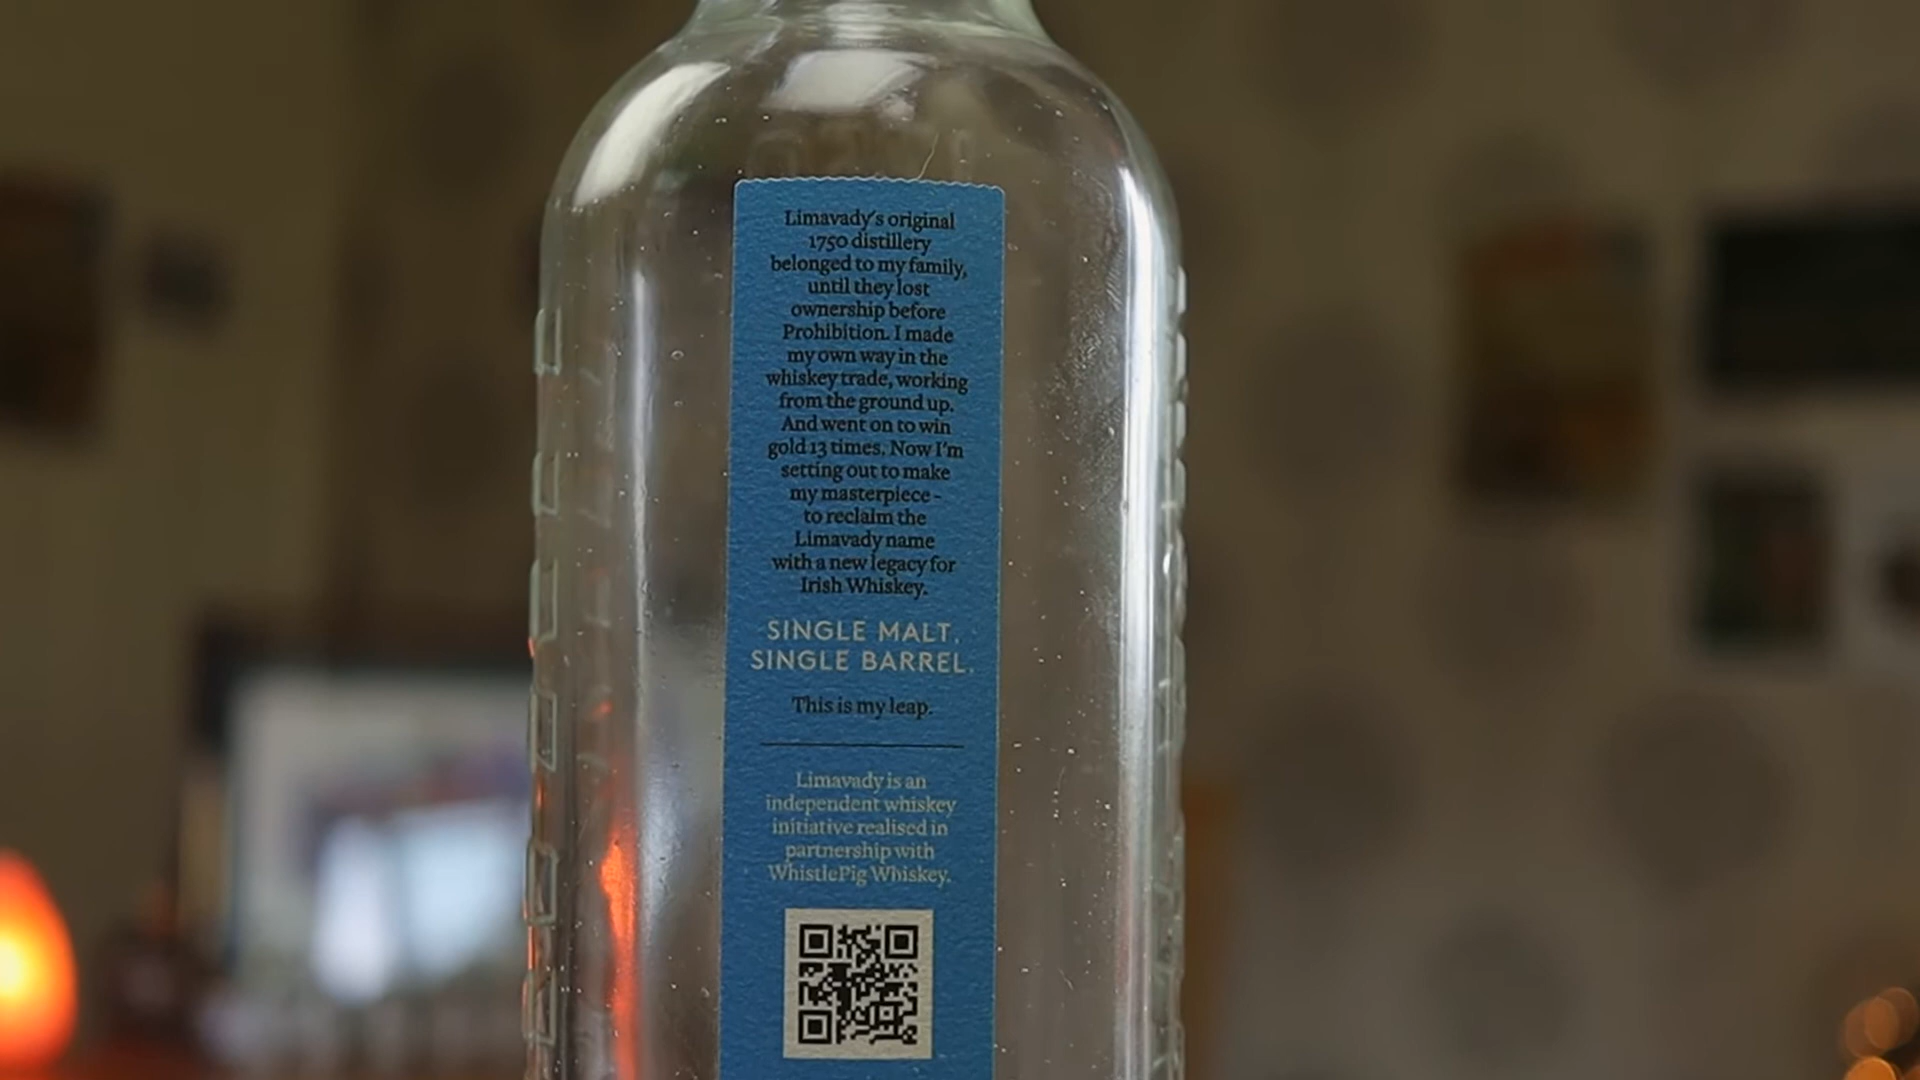 Limavady's original
1750 distillery
belonged to my family,
until they lost
ownership before
Prohibition. I made
my own way in the
whiskey trade, working
from the ground up.
And went on to win
gold 13 times. Now I'm
setting out to make
my masterpiece -
to reclaim the
Limavady name
with a new legacy for
Irish Whiskey.
SINGLE MALT.
SINGLE BARREL.
This is my leap.
Limavady is an
independent whiskey
initiative realised in
partnership with
WhistlePig Whiskey.